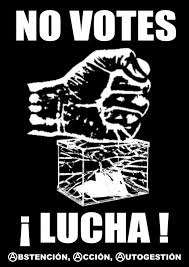 NO VOTES
¡ LUCHA !
ABSTENCIÓN, ACCIÓN, AUTOGESTIÓN